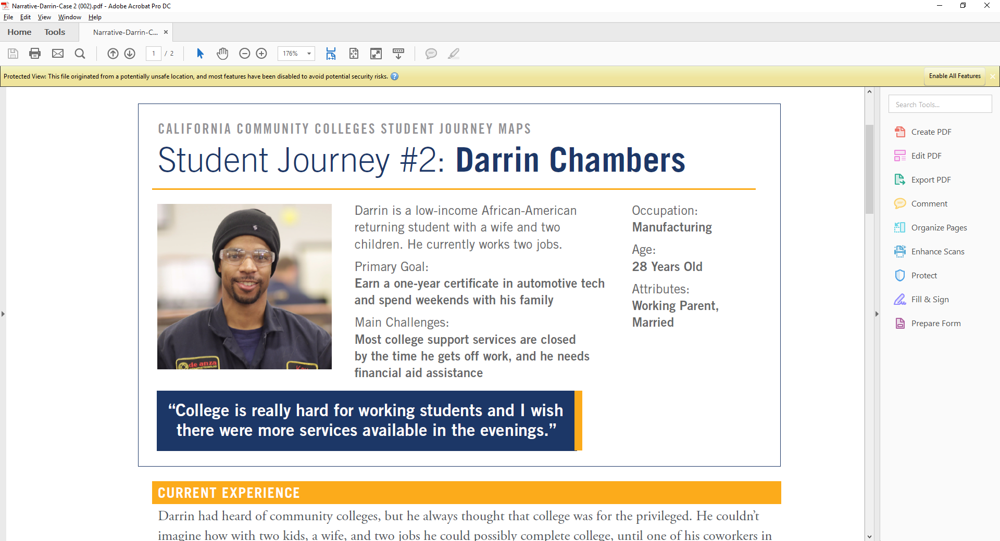 Narrative-Darrin-Case 2 (002).pdf - Adobe Acrobat Pro DC
File Edit View Window Help
Home Tools Narrative-Darrin-C... ×
1 / 2 176%
Protected View: This file originated from a potentially unsafe location, and most features have been disabled to avoid potential security risks. ? Enable All Features
CALIFORNIA COMMUNITY COLLEGES STUDENT JOURNEY MAPS
Student Journey #2: Darrin Chambers
Darrin is a low-income African-American
returning student with a wife and two
children. He currently works two jobs.
Primary Goal:
Earn a one-year certificate in automotive tech
and spend weekends with his family
Main Challenges:
Most college support services are closed
by the time he gets off work, and he needs
financial aid assistance
Occupation:
Manufacturing
Age:
28 Years Old
Attributes:
Working Parent,
Married
de anza
AUTOMOTIVE TECHNOLOGY
“College is really hard for working students and I wish
there were more services available in the evenings.”
CURRENT EXPERIENCE
Darrin had heard of community colleges, but he always thought that college was for the privileged. He couldn’t
imagine how with two kids, a wife, and two jobs he could possibly complete college, until one of his coworkers in
Search Tools...
Create PDF
Edit PDF
Export PDF
Comment
Organize Pages
Enhance Scans
Protect
Fill & Sign
Prepare Form